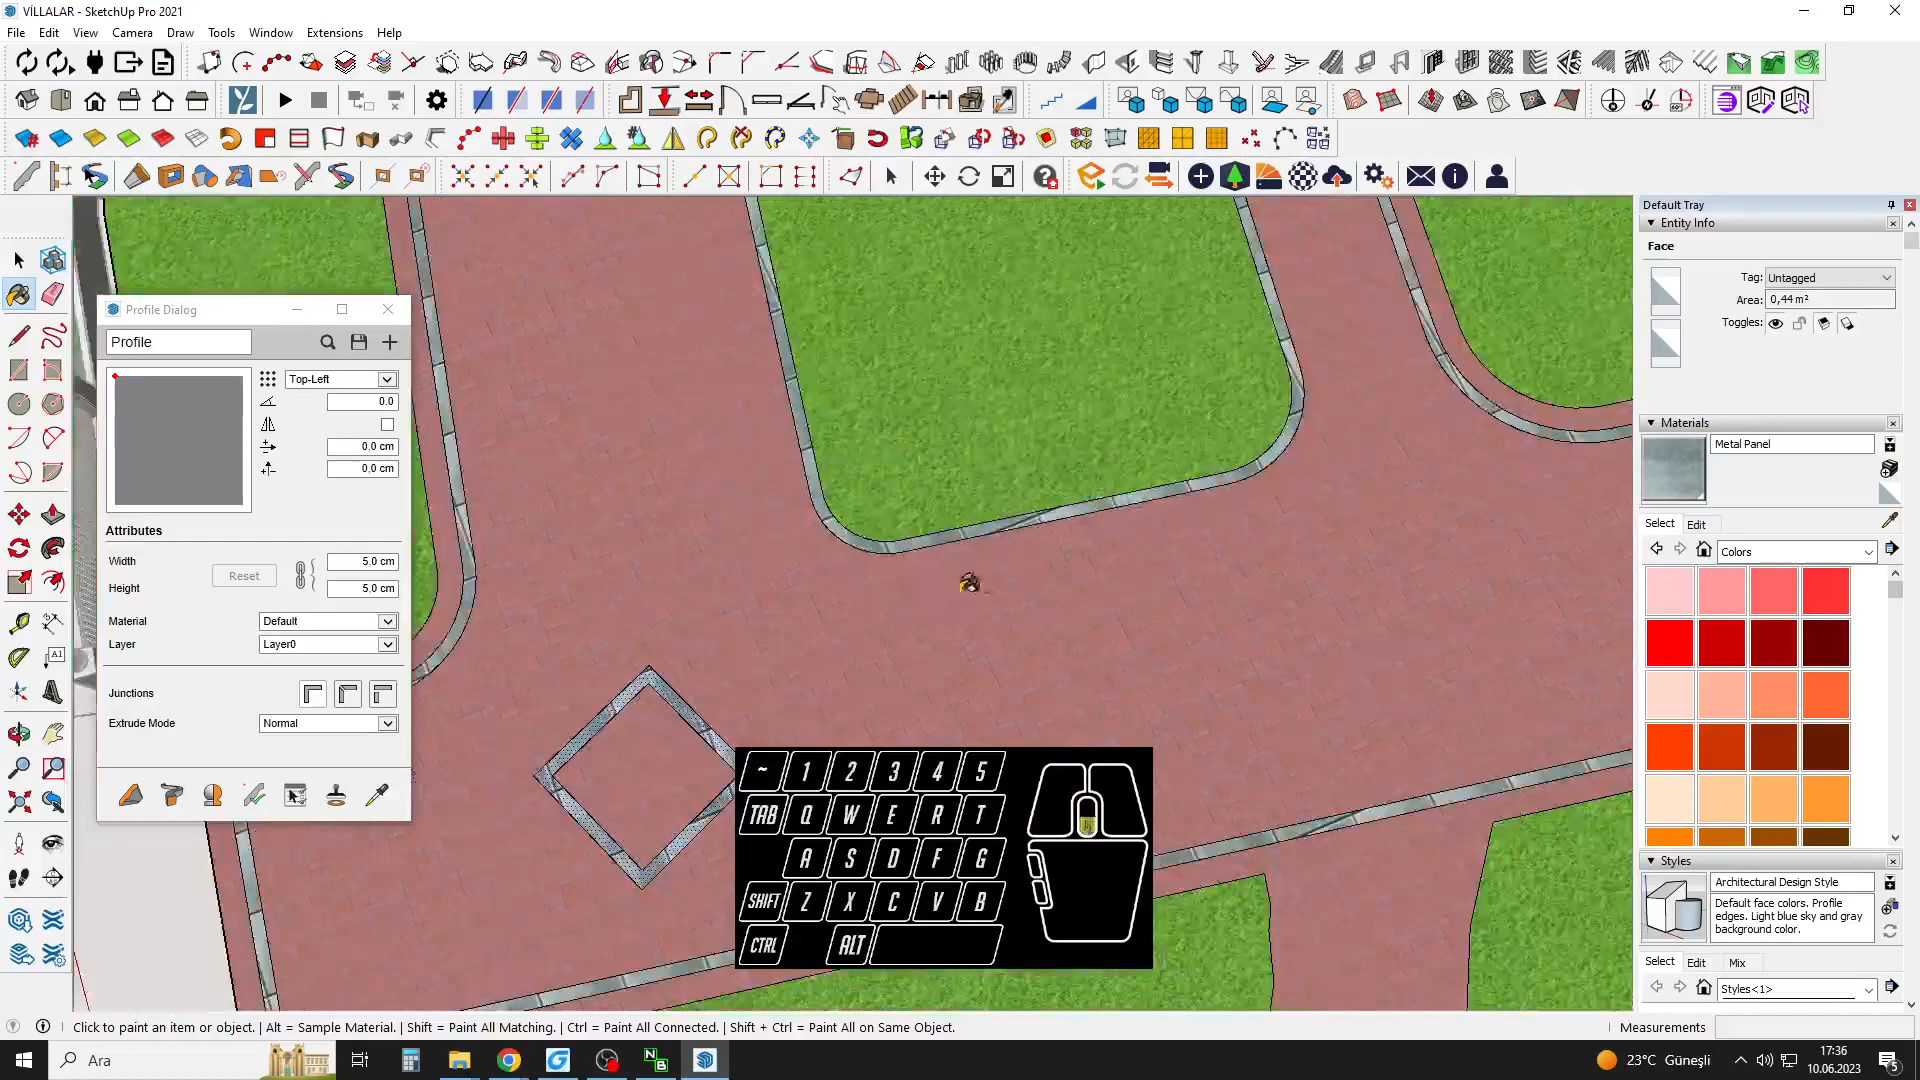 VİLLALAR - SketchUp Pro 2021
File Edit View Camera Draw Tools Window Extensions Help
Default Tray
Entity Info
Face
Tag: Untagged
Area: 0,44 m²
Toggles:
Profile Dialog
Profile
Top-Left
0.0
0,0 cm
0,0 cm
Attributes
Width 5,0 cm
Reset
Height 5,0 cm
Material Default
Layer Layer0
Junctions
Extrude Mode Normal
Materials
Metal Panel
Select Edit
Colors
~ 1 2 3 4 5
TAB Q W E R T
A S D F G
SHIFT Z X C V B
CTRL ALT
Styles
Architectural Design Style
Default face colors. Profile
edges. Light blue sky and gray
background color.
Select Edit Mix
Styles<1>
Click to paint an item or object. | Alt = Sample Material. | Shift = Paint All Matching. | Ctrl = Paint All Connected. | Shift + Ctrl = Paint All on Same Object.
Measurements
Ara
23°C Güneşli
17:36
10.06.2023
5